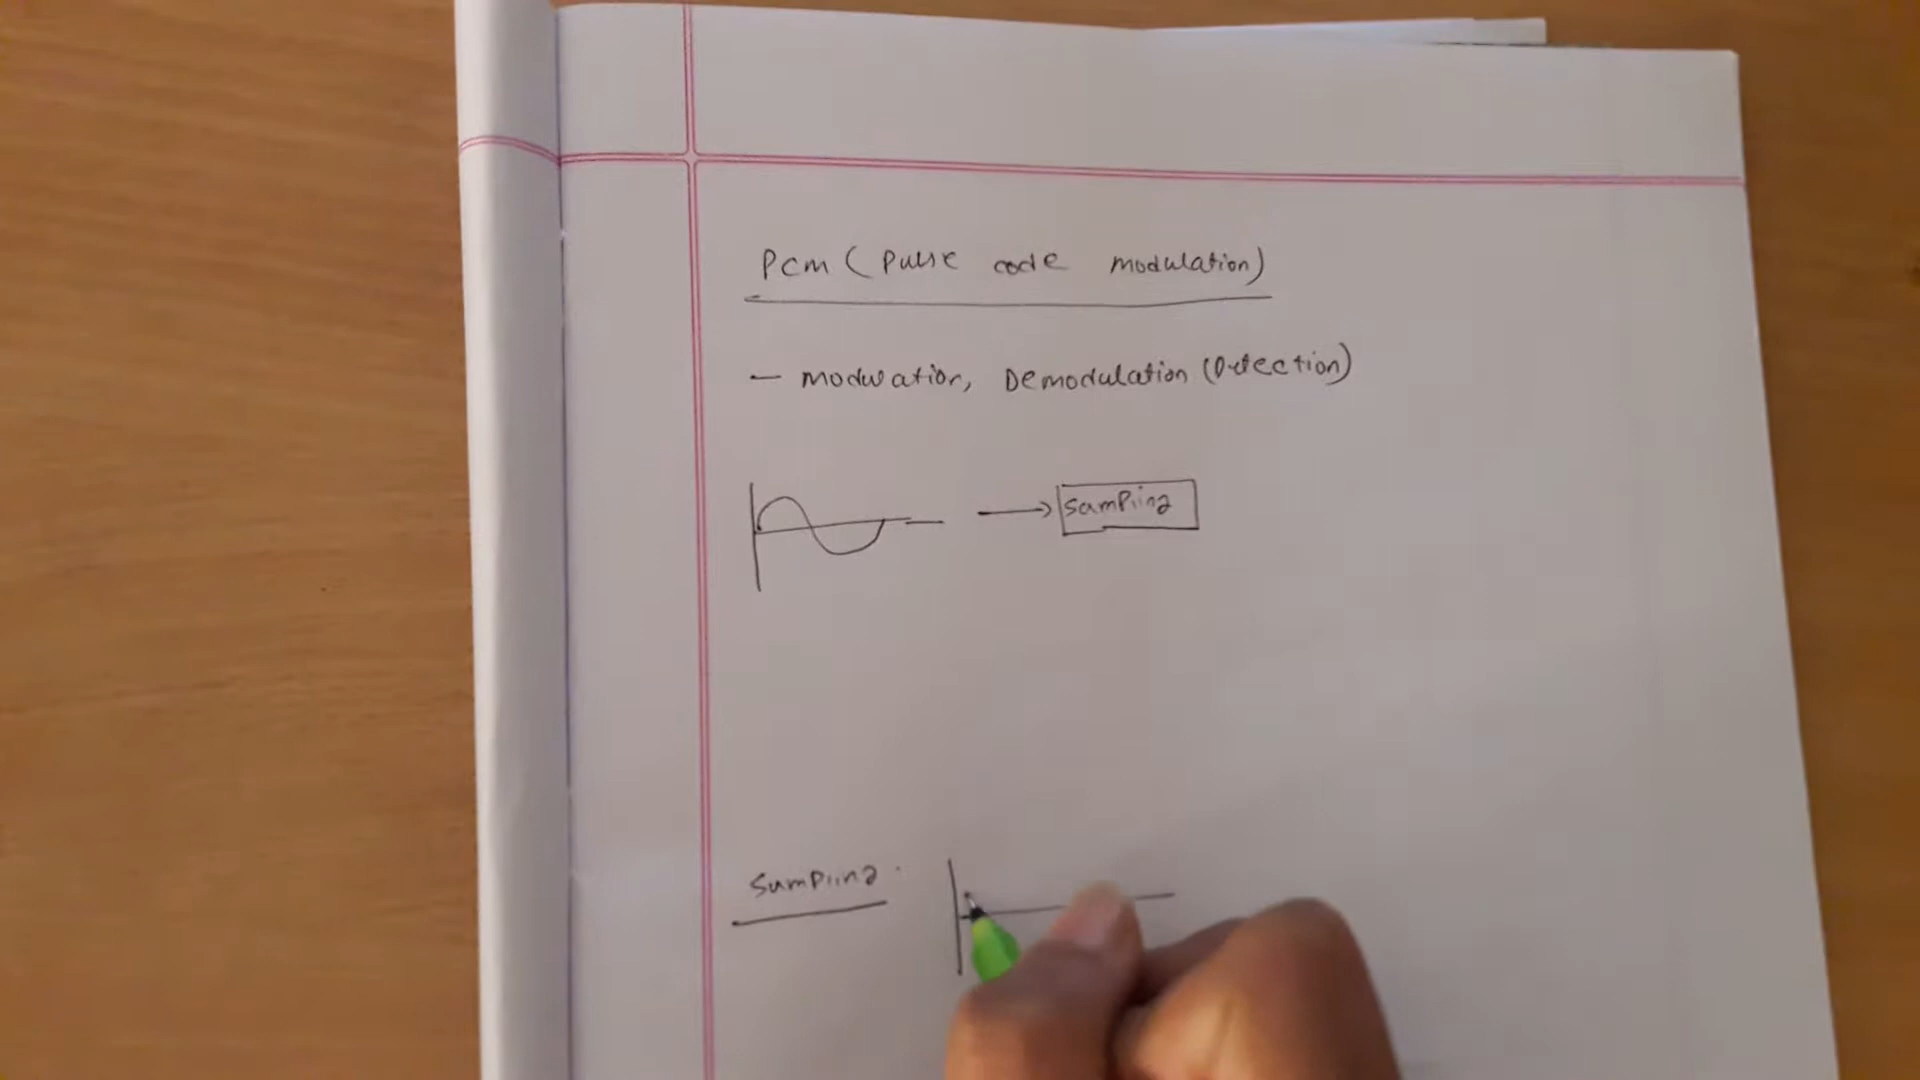 PCM (Pulse code modulation)
- modulation, Demodulation (Detection)
Sampling
Sampling